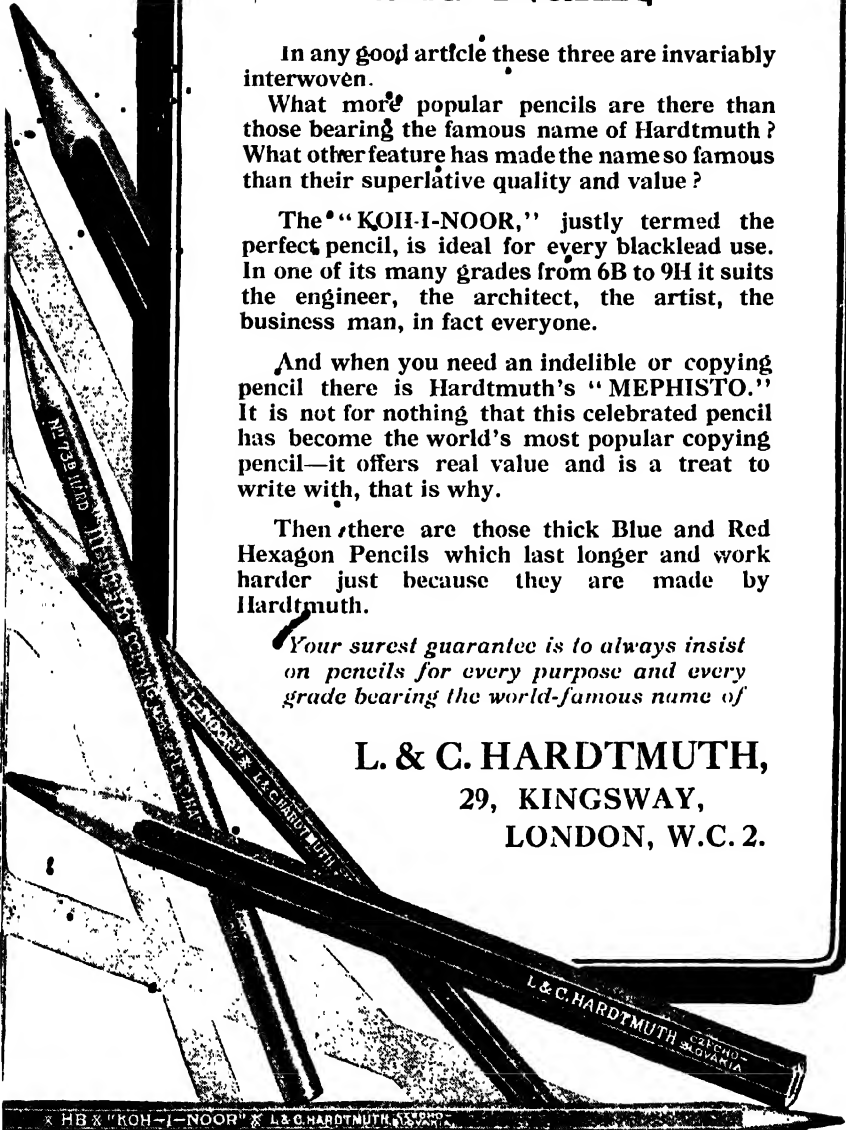 In any good article these three are invariably
interwoven.
What more popular pencils are there than
those bearing the famous name of Hardtmuth ?
What other feature has made the name so famous
than their superlative quality and value ?
The “ KOH-I-NOOR,” justly termed the
perfect pencil, is ideal for every blacklead use.
In one of its many grades from 6B to 9H it suits
the engineer, the architect, the artist, the
business man, in fact everyone.
And when you need an indelible or copying
pencil there is Hardtmuth’s “ MEPHISTO.”
It is not for nothing that this celebrated pencil
has become the world’s most popular copying
pencil—it offers real value and is a treat to
write with, that is why.
Then there are those thick Blue and Red
Hexagon Pencils which last longer and work
harder just because they are made by
Hardtmuth.
Your surest guarantee is to always insist
on pencils for every purpose and every
grade bearing the world-famous name of
L. & C. HARDTMUTH,
29, KINGSWAY,
LONDON, W.C. 2.
No 73B HARD COPYING
I-NOOR" L & C. HARDTMUTH
L & C. HARDTMUTH CZECHO-
SLOVAKIA
HB "KOH-I-NOOR" L & C. HARDTMUTH